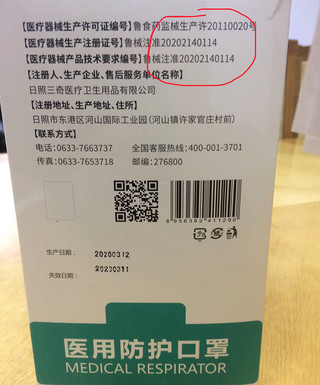 【医疗器械生产许可证编号】鲁食药监械生产许20110020号
【医疗器械生产注册证号】鲁械注准20202140114
【医疗器械产品技术要求编号】鲁械注准20202140114
【注册人、生产企业、售后服务单位名称】
日照三奇医疗卫生用品有限公司
【注册地址、生产地址、住所】
日照市东港区河山国际工业园（河山镇许家官庄村前）
【联系方式】
电话：0633-7663737 全国客服热线：400-001-3701
传真：0633-7653718 邮编：276800
6956362411290
生产日期： 20200312
失效日期： 20220311
医用防护口罩
MEDICAL RESPIRATOR